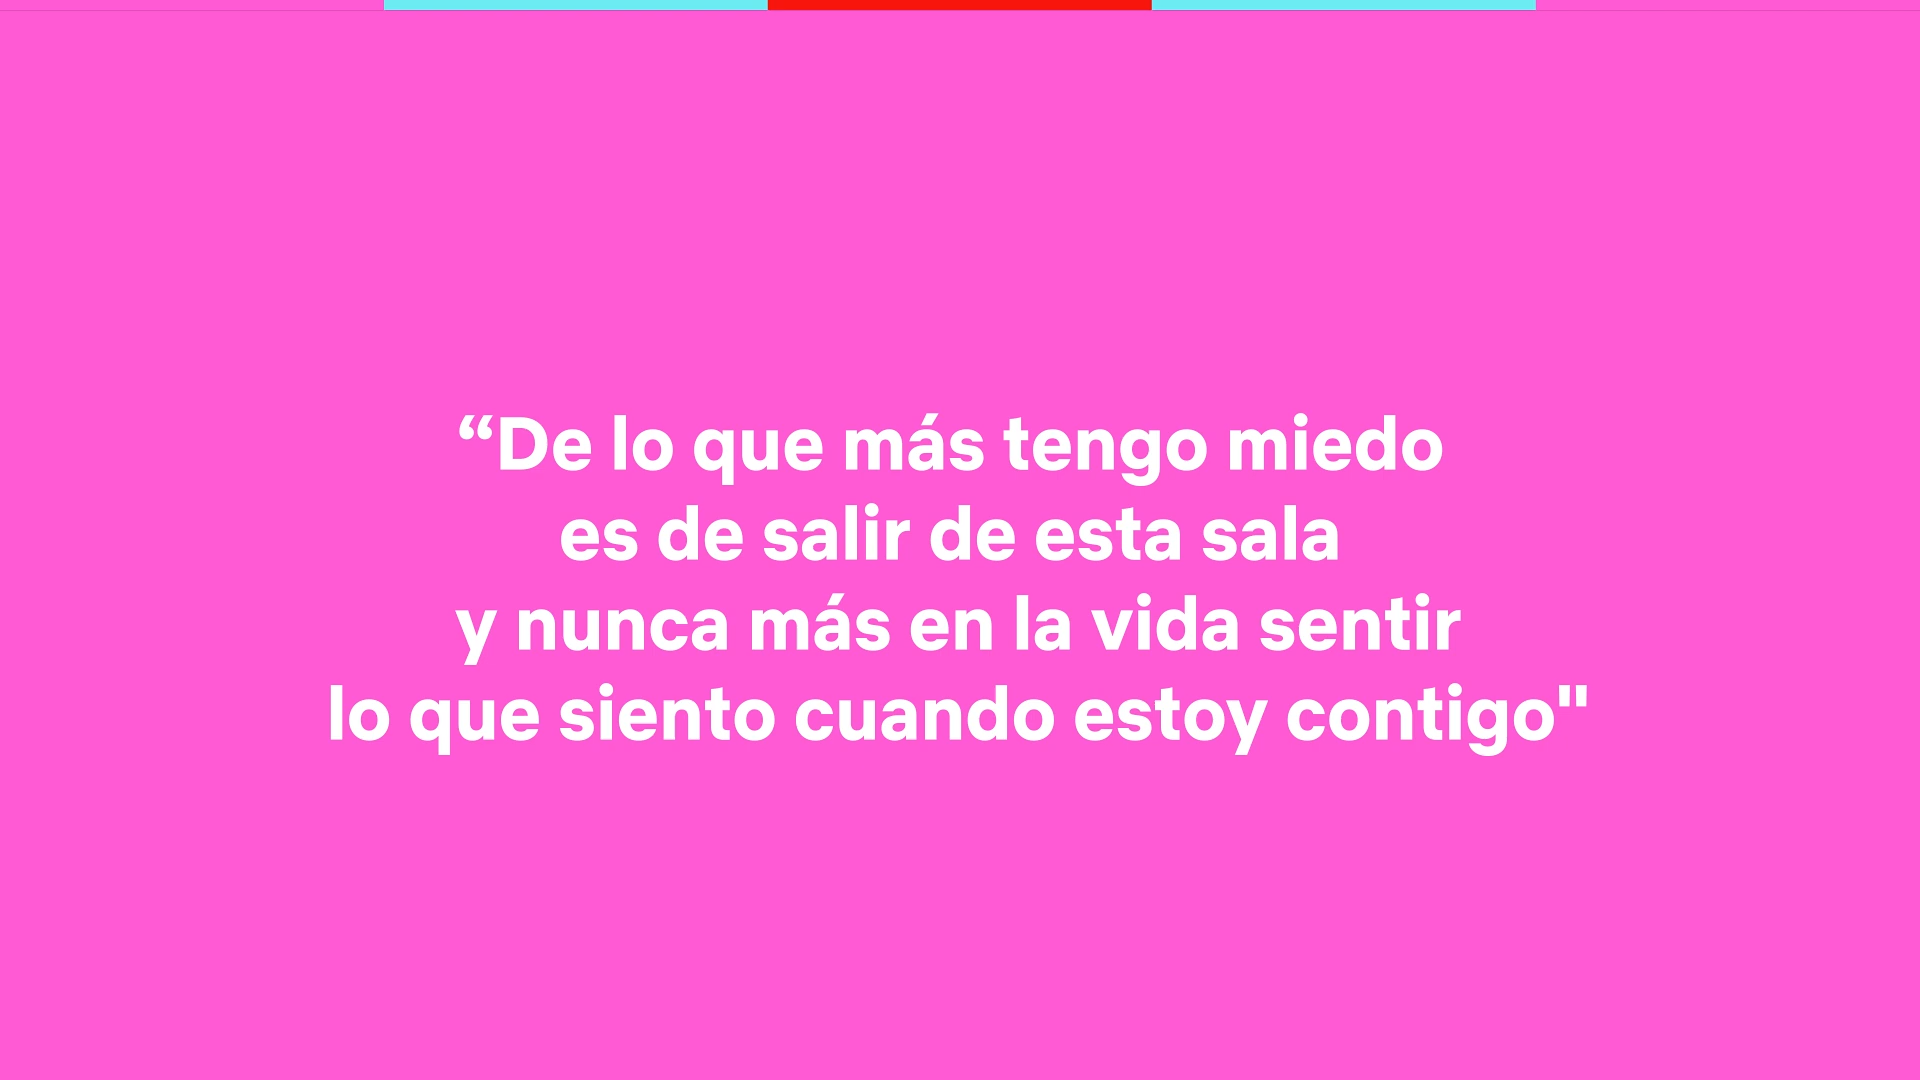 “De lo que más tengo miedo
es de salir de esta sala
y nunca más en la vida sentir
lo que siento cuando estoy contigo"